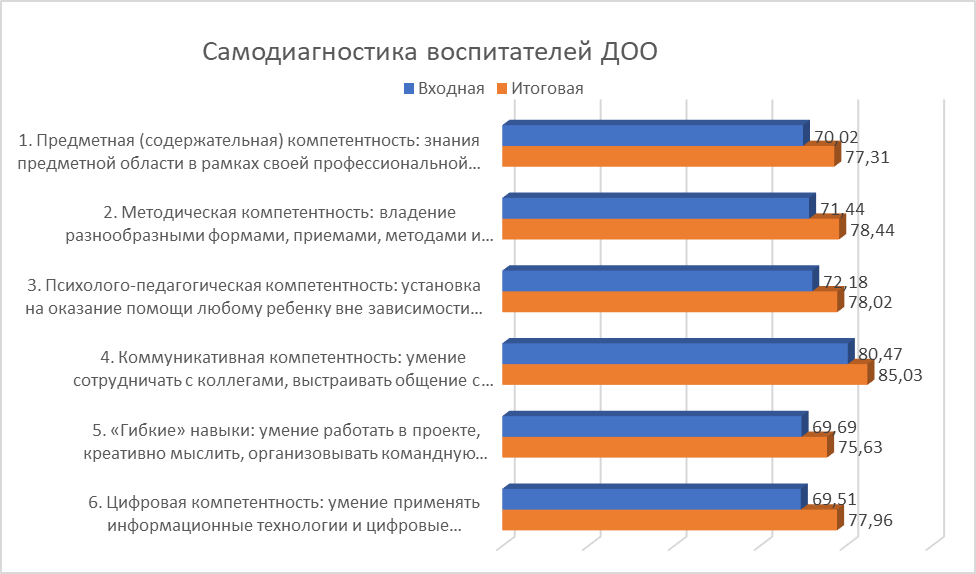 Самодиагностика воспитателей ДОО
Входная Итоговая
1. Предметная (содержательная) компетентность: знания
предметной области в рамках своей профессиональной...
70,02
77,31
2. Методическая компетентность: владение
разнообразными формами, приемами, методами и...
71,44
78,44
3. Психолого-педагогическая компетентность: установка
на оказание помощи любому ребенку вне зависимости...
72,18
78,02
4. Коммуникативная компетентность: умение
сотрудничать с коллегами, выстраивать общение с...
80,47
85,03
5. «Гибкие» навыки: умение работать в проекте,
креативно мыслить, организовывать командную...
69,69
75,63
6. Цифровая компетентность: умение применять
информационные технологии и цифровые...
69,51
77,96